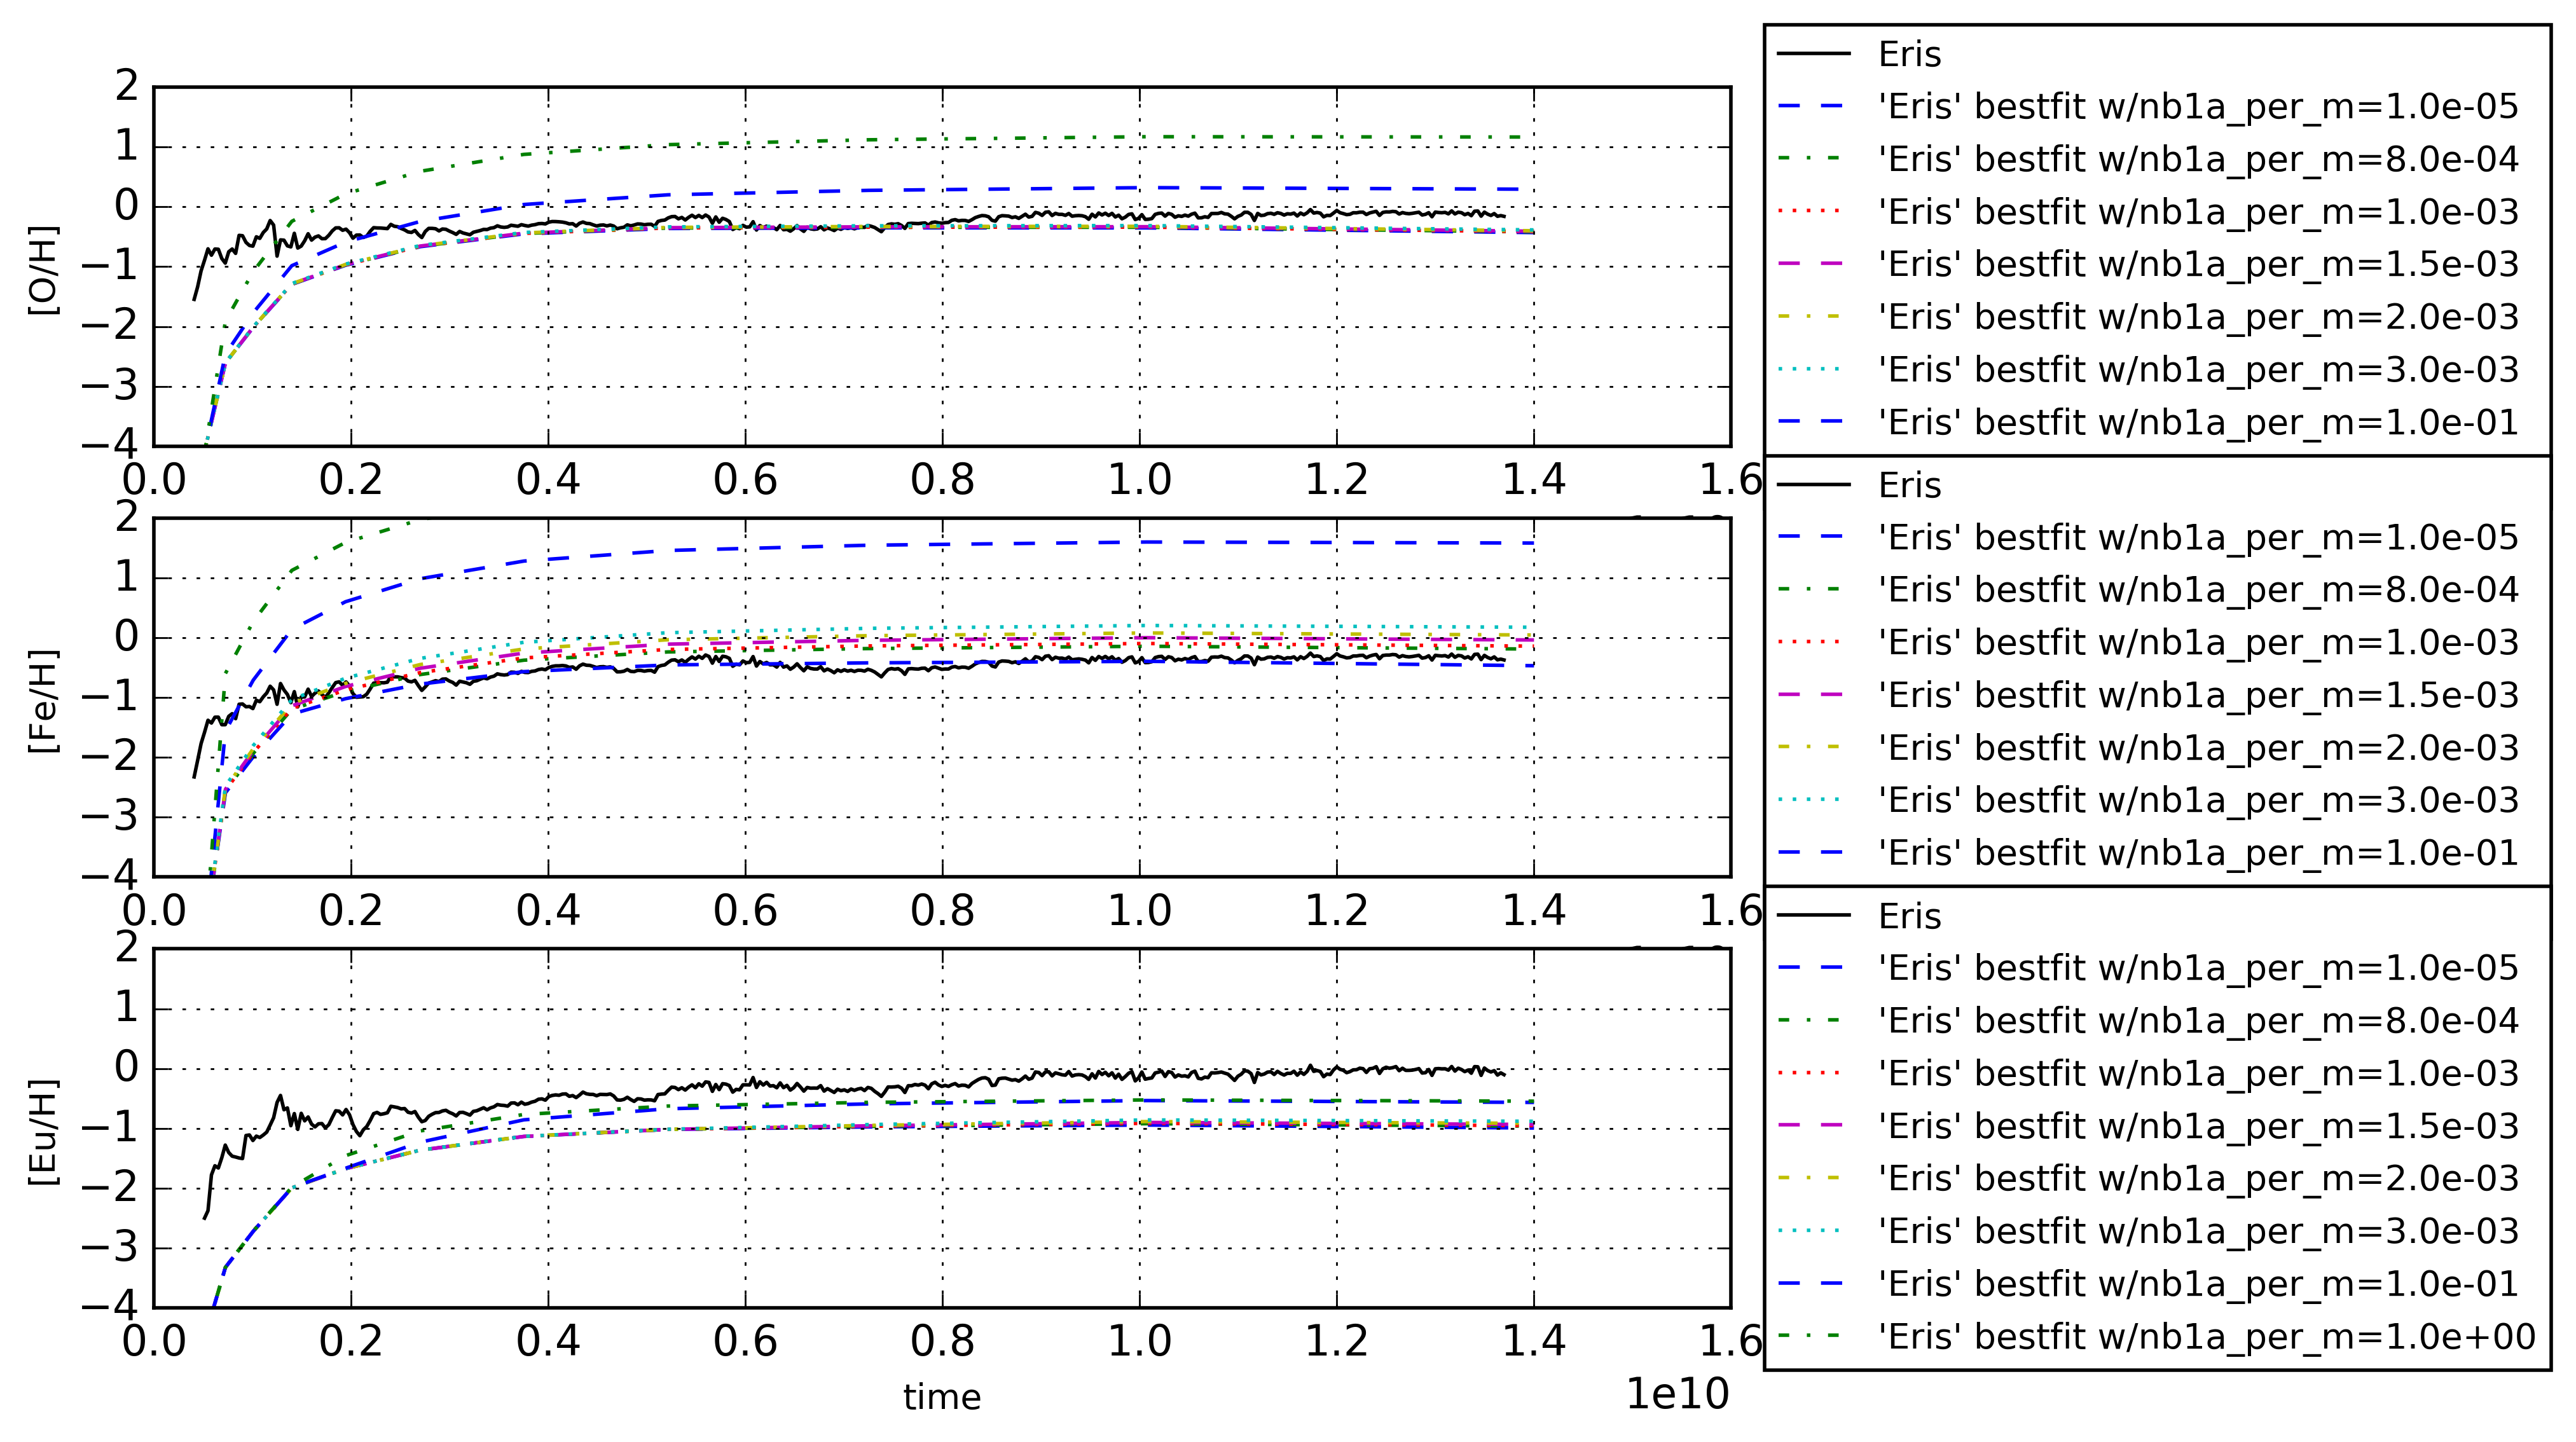 2
1
0
−1
−2
−3
−4
[O/H]
0.0 0.2 0.4 0.6 0.8 1.0 1.2 1.4 1.6
Eris
'Eris' bestfit w/nb1a_per_m=1.0e-05
'Eris' bestfit w/nb1a_per_m=8.0e-04
'Eris' bestfit w/nb1a_per_m=1.0e-03
'Eris' bestfit w/nb1a_per_m=1.5e-03
'Eris' bestfit w/nb1a_per_m=2.0e-03
'Eris' bestfit w/nb1a_per_m=3.0e-03
'Eris' bestfit w/nb1a_per_m=1.0e-01
2
1
0
−1
−2
−3
−4
[Fe/H]
0.0 0.2 0.4 0.6 0.8 1.0 1.2 1.4 1.6
Eris
'Eris' bestfit w/nb1a_per_m=1.0e-05
'Eris' bestfit w/nb1a_per_m=8.0e-04
'Eris' bestfit w/nb1a_per_m=1.0e-03
'Eris' bestfit w/nb1a_per_m=1.5e-03
'Eris' bestfit w/nb1a_per_m=2.0e-03
'Eris' bestfit w/nb1a_per_m=3.0e-03
'Eris' bestfit w/nb1a_per_m=1.0e-01
2
1
0
−1
−2
−3
−4
[Eu/H]
0.0 0.2 0.4 0.6 0.8 1.0 1.2 1.4 1.6
time
1e10
Eris
'Eris' bestfit w/nb1a_per_m=1.0e-05
'Eris' bestfit w/nb1a_per_m=8.0e-04
'Eris' bestfit w/nb1a_per_m=1.0e-03
'Eris' bestfit w/nb1a_per_m=1.5e-03
'Eris' bestfit w/nb1a_per_m=2.0e-03
'Eris' bestfit w/nb1a_per_m=3.0e-03
'Eris' bestfit w/nb1a_per_m=1.0e-01
'Eris' bestfit w/nb1a_per_m=1.0e+00